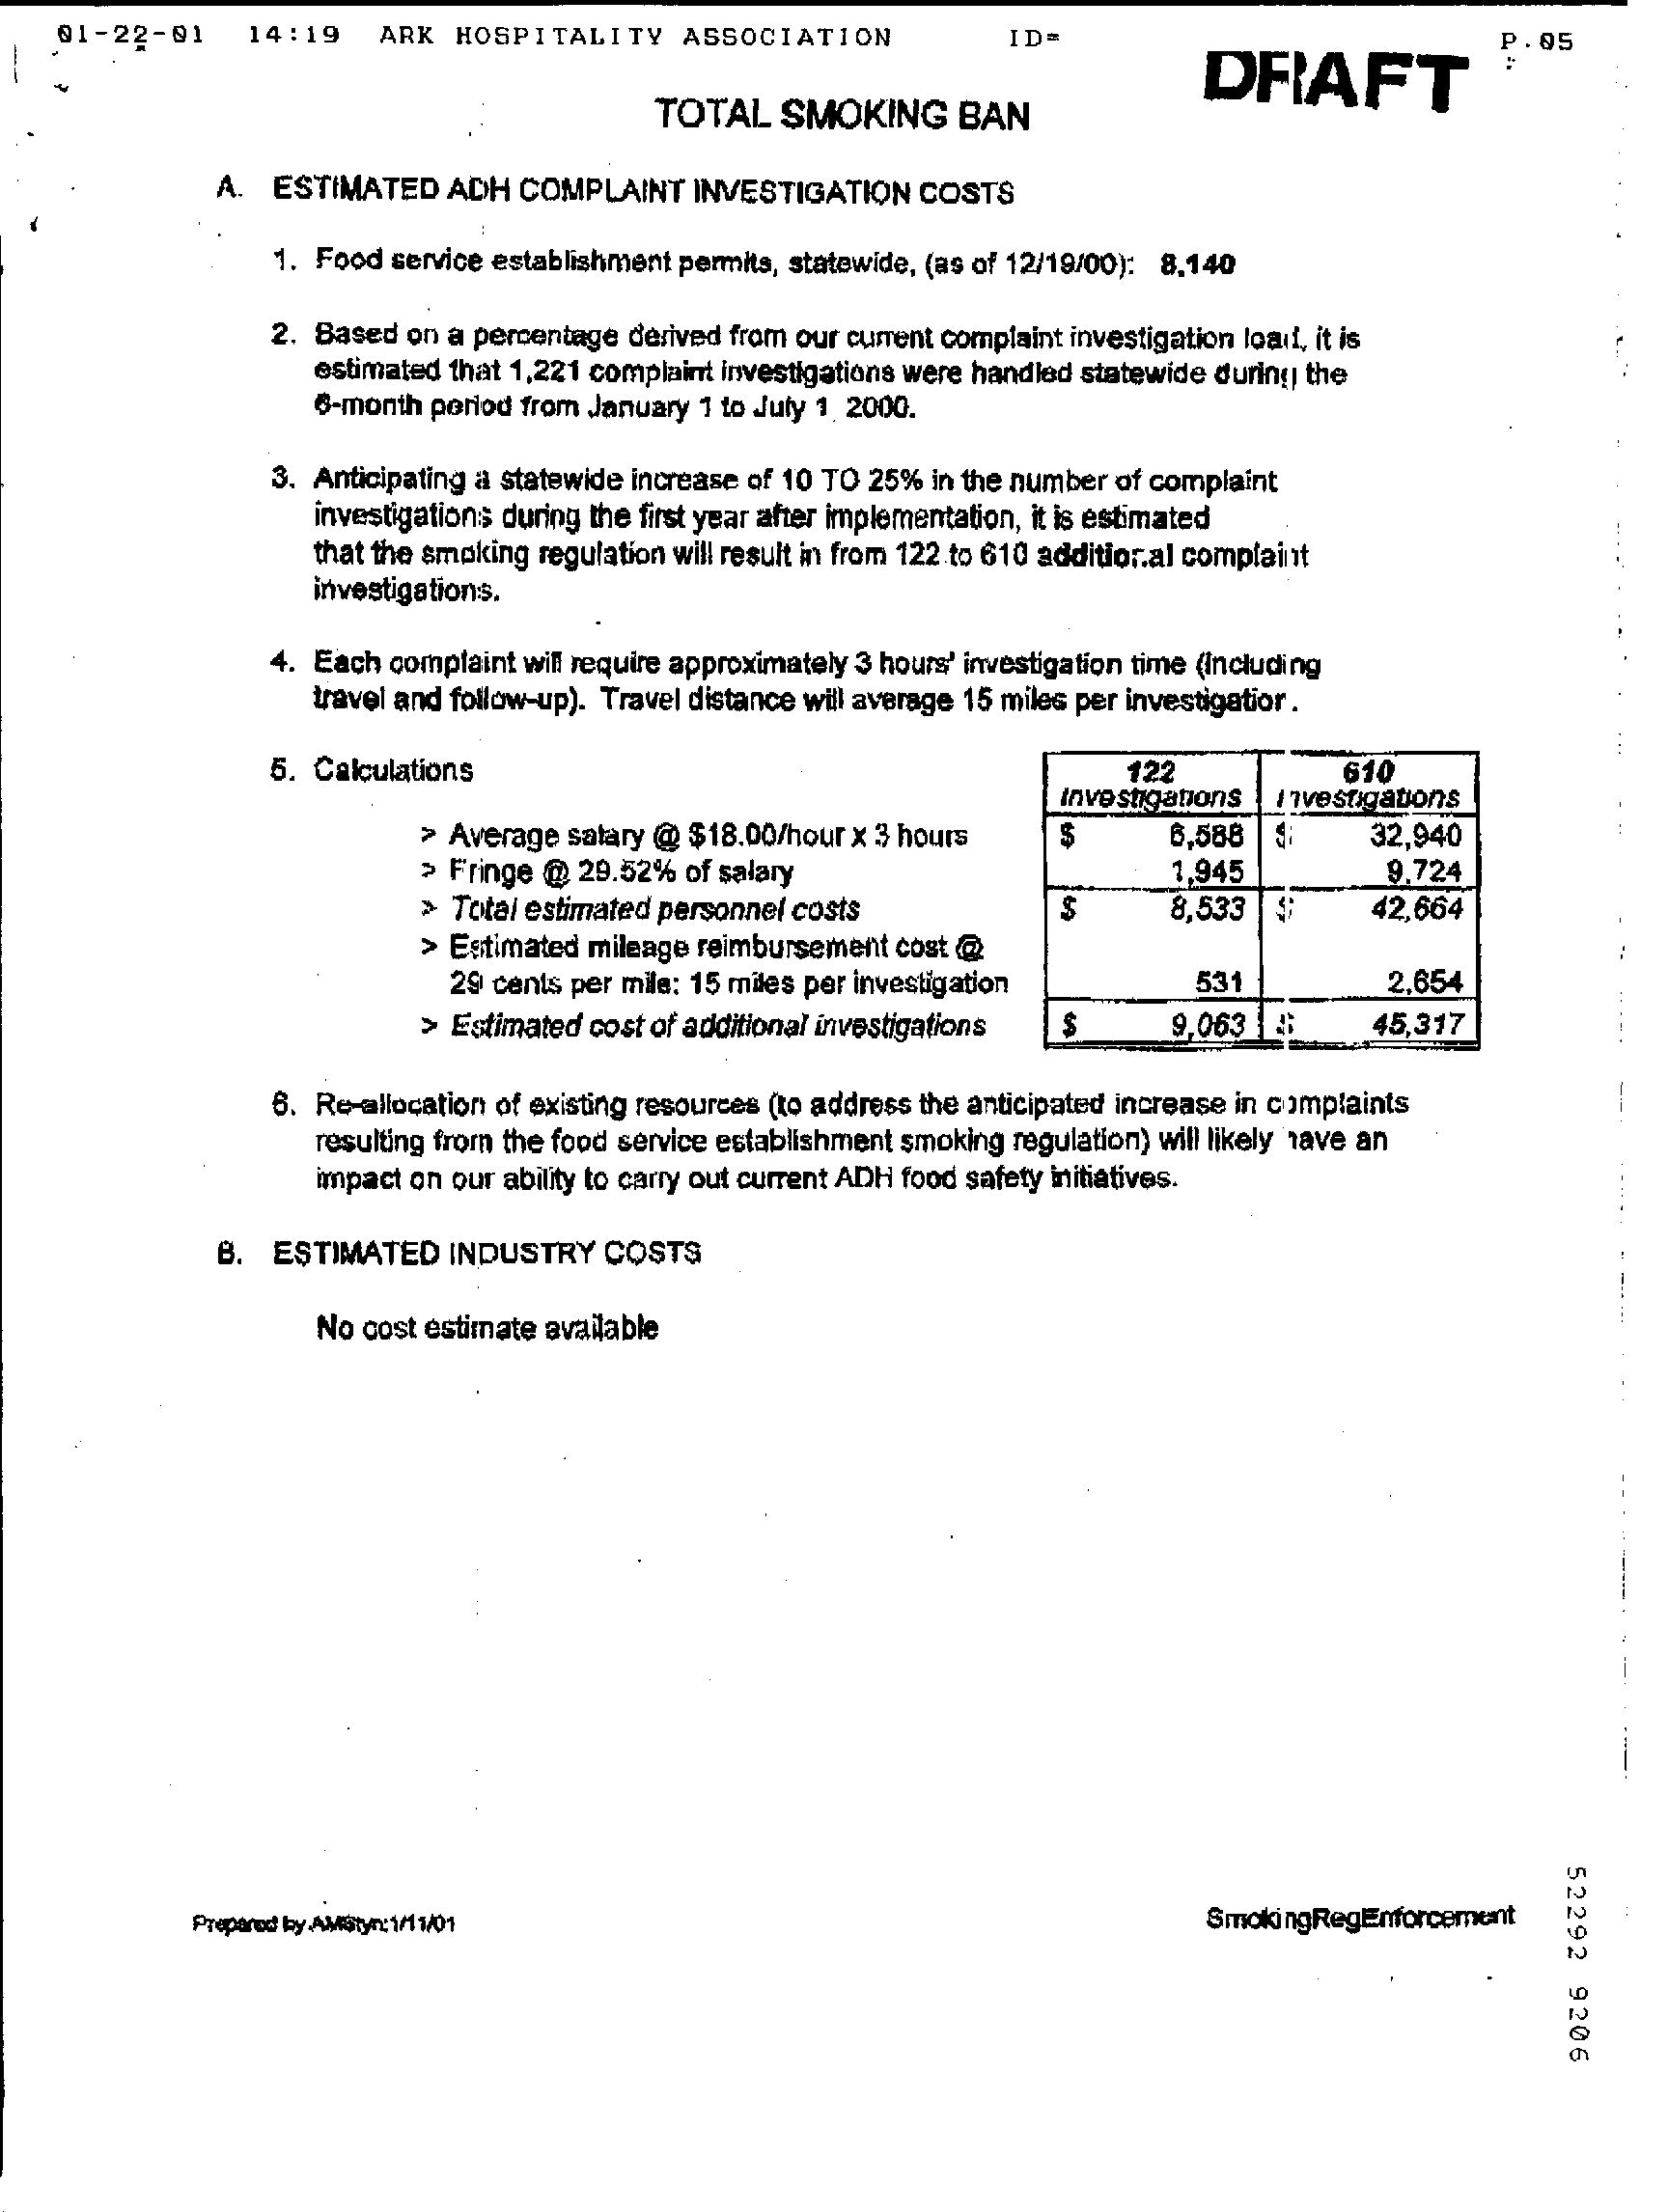 01-22-01 14:19 ARK HOSPITALITY ASSOCIATION ID= P.05
DRAFT
TOTAL SMOKING BAN
A. ESTIMATED ADH COMPLAINT INVESTIGATION COSTS
1. Food service establishment permits, statewide, (as of 12/19/00): 8,140
2. Based on a percentage derived from our current complaint investigation load, it is
estimated that 1,221 complaint investigations were handled statewide during the
6-month period from January 1 to July 1, 2000.
3. Anticipating a statewide increase of 10 TO 25% in the number of complaint
investigations during the first year after implementation, it is estimated
that the smoking regulation will result in from 122 to 610 additional complaint
investigations.
4. Each complaint will require approximately 3 hours' investigation time (including
travel and follow-up). Travel distance will average 15 miles per investigation.
5. Calculations
122 610
Investigations Investigations
> Average salary @ $18.00/hour x 3 hours $ 6,588 $ 32,940
> Fringe @ 29.52% of salary 1,945 9,724
> Total estimated personnel costs $ 8,533 $ 42,664
> Estimated mileage reimbursement cost @
29 cents per mile: 15 miles per investigation 531 2,654
> Estimated cost of additional investigations $ 9,063 $ 45,317
6. Re-allocation of existing resources (to address the anticipated increase in complaints
resulting from the food service establishment smoking regulation) will likely have an
impact on our ability to carry out current ADH food safety initiatives.
B. ESTIMATED INDUSTRY COSTS
No cost estimate available
Prepared by 1/11/01 SmokingRegEnforcement
52292 9206